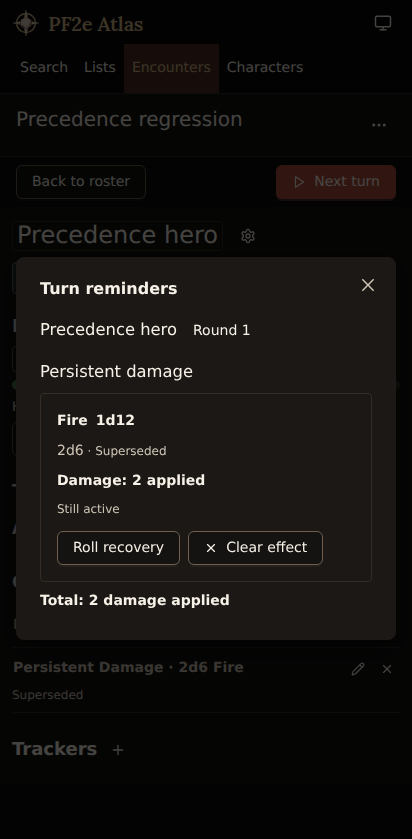 PF2e Atlas
Search Lists Encounters Characters
Precedence regression
Back to roster Next turn
Precedence hero
Turn reminders
Precedence hero Round 1
Persistent damage
Fire 1d12
2d6 · Superseded
Damage: 2 applied
Still active
Roll recovery Clear effect
Total: 2 damage applied
Persistent Damage · 2d6 Fire
Superseded
Trackers